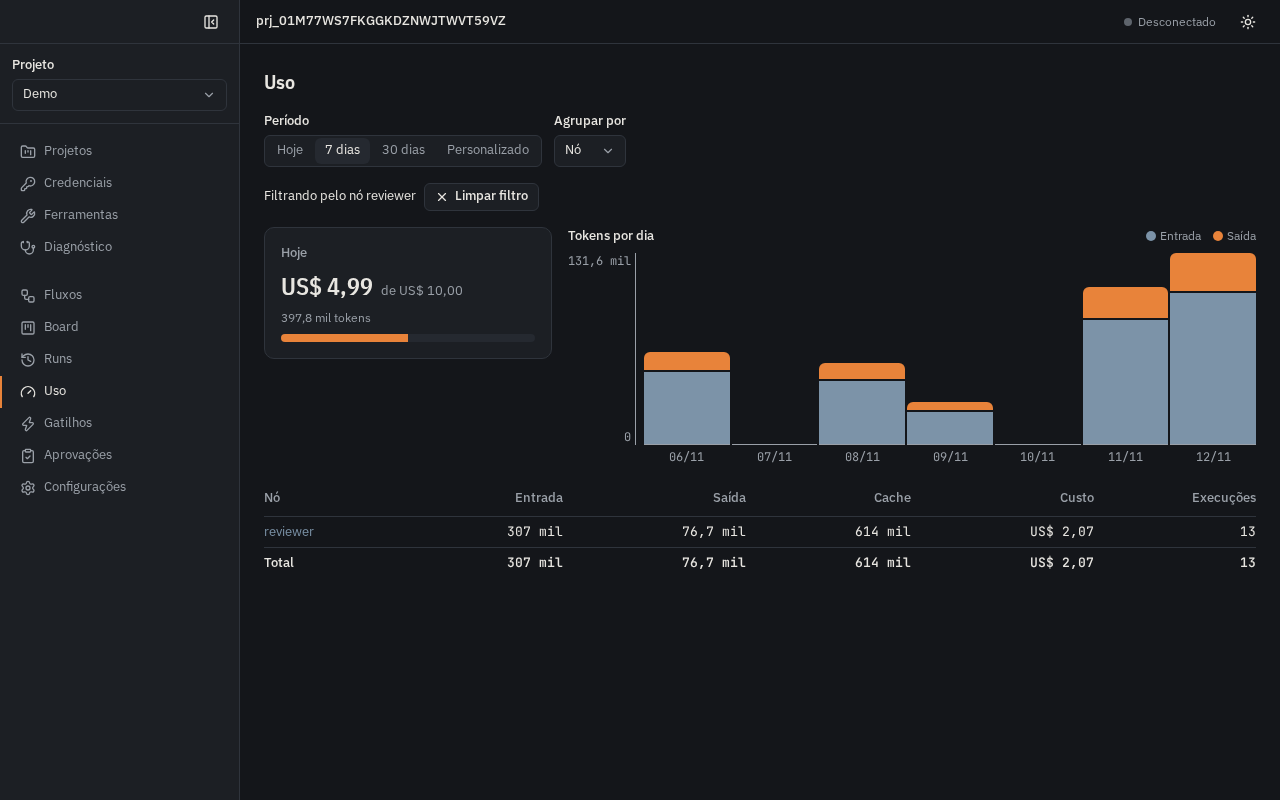 prj_01M77WS7FKGGKDZNWJTWVT59VZ
Desconectado
Projeto
Demo
Projetos
Credenciais
Ferramentas
Diagnóstico
Fluxos
Board
Runs
Uso
Gatilhos
Aprovações
Configurações
Uso
Período
Agrupar por
Hoje 7 dias 30 dias Personalizado
Nó
Filtrando pelo nó reviewer
Limpar filtro
Hoje
US$ 4,99 de US$ 10,00
397,8 mil tokens
Tokens por dia
Entrada Saída
131,6 mil
0
06/11 07/11 08/11 09/11 10/11 11/11 12/11
Nó Entrada Saída Cache Custo Execuções
reviewer 307 mil 76,7 mil 614 mil US$ 2,07 13
Total 307 mil 76,7 mil 614 mil US$ 2,07 13